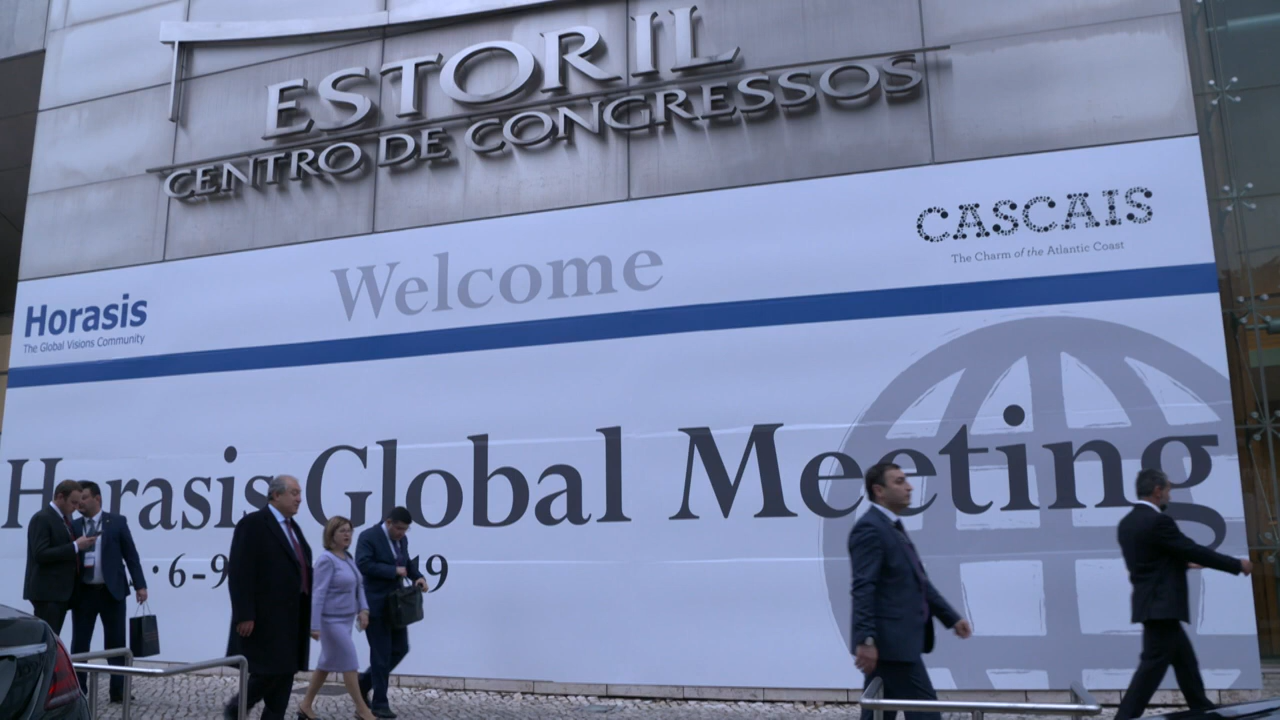 ESTORIL
CENTRO DE CONGRESSOS
CASCAIS
The Charm of the Atlantic Coast
Welcome
Horasis
The Global Visions Community
Horasis Global Meeting